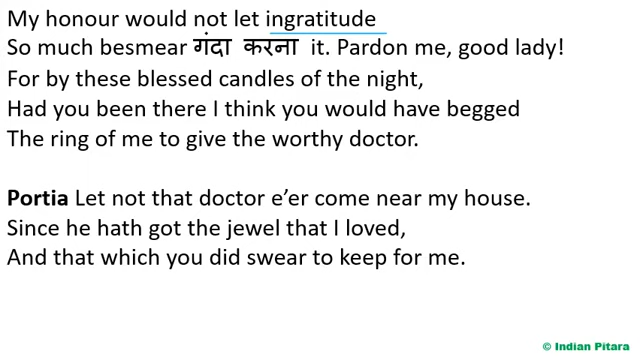 My honour would not let ingratitude
So much besmear गंदा करना it. Pardon me, good lady!
For by these blessed candles of the night,
Had you been there I think you would have begged
The ring of me to give the worthy doctor.
Portia Let not that doctor e’er come near my house.
Since he hath got the jewel that I loved,
And that which you did swear to keep for me.
© Indian Pitara